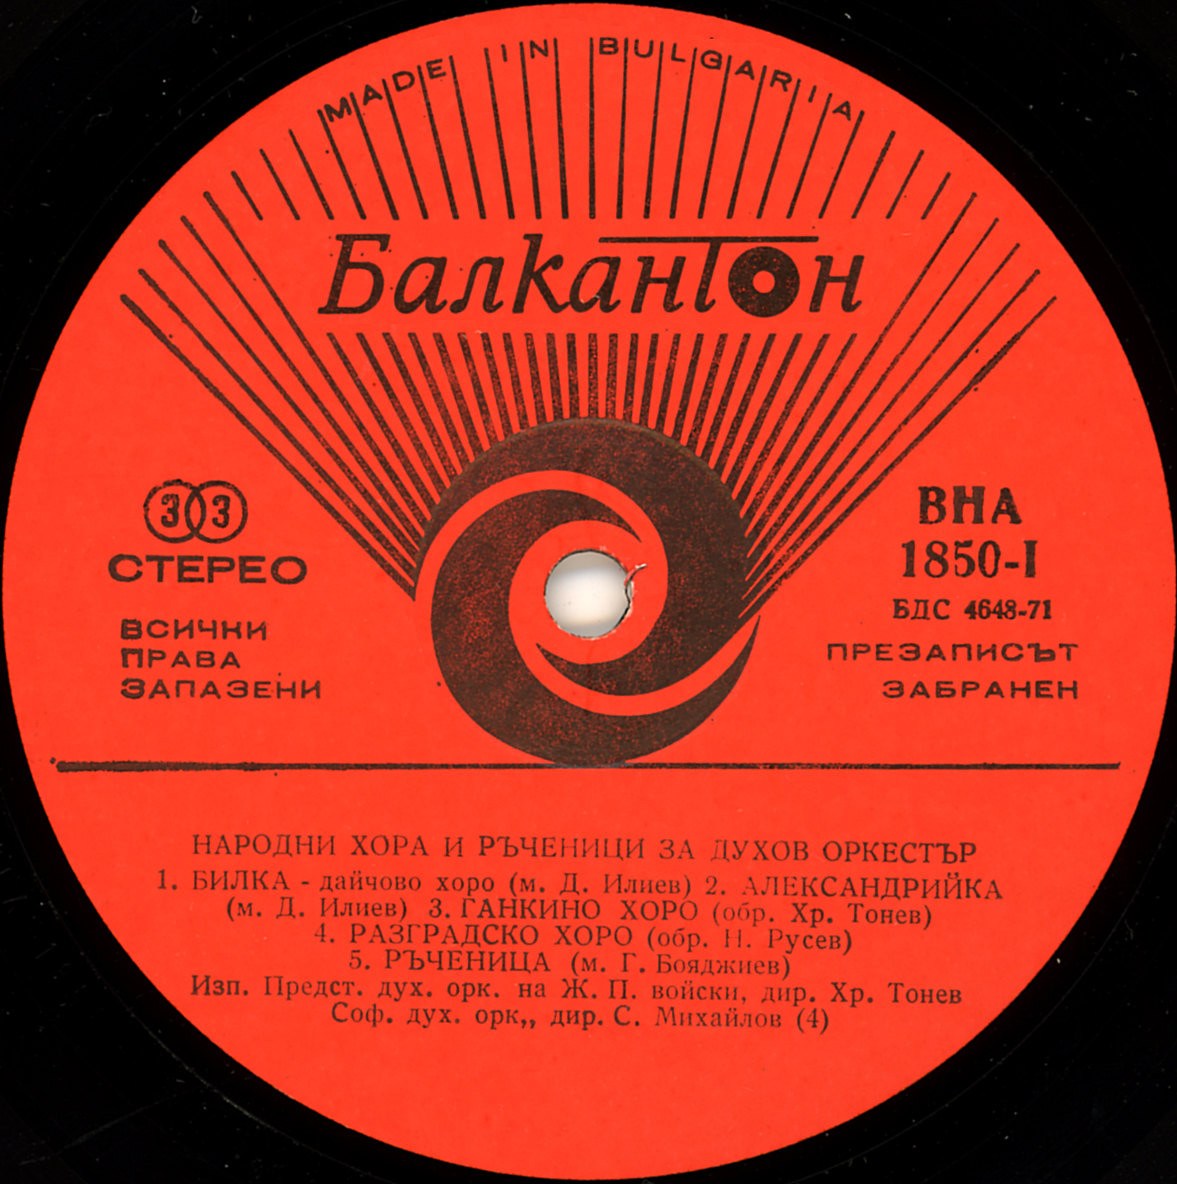 MADE IN BULGARIA
Балкантон
33
СТЕРЕО
ВСИЧКИ
ПРАВА
ЗАПАЗЕНИ
ВНА
1850-I
БДС 4648-71
ПРЕЗАПИСЪТ
ЗАБРАНЕН
НАРОДНИ ХОРА И РЪЧЕНИЦИ ЗА ДУХОВ ОРКЕСТЪР
1. БИЛКА - дайчово хоро (м. Д. Илиев) 2. АЛЕКСАНДРИЙКА
(м. Д. Илиев) 3. ГАНКИНО ХОРО (обр. Хр. Тонев)
4. РАЗГРАДСКО ХОРО (обр. Н. Русев)
5. РЪЧЕНИЦА (м. Г. Бояджиев)
Изп. Предст. дух. орк. на Ж. П. войски, дир. Хр. Тонев
Соф. дух. орк„, дир. С. Михайлов (4)